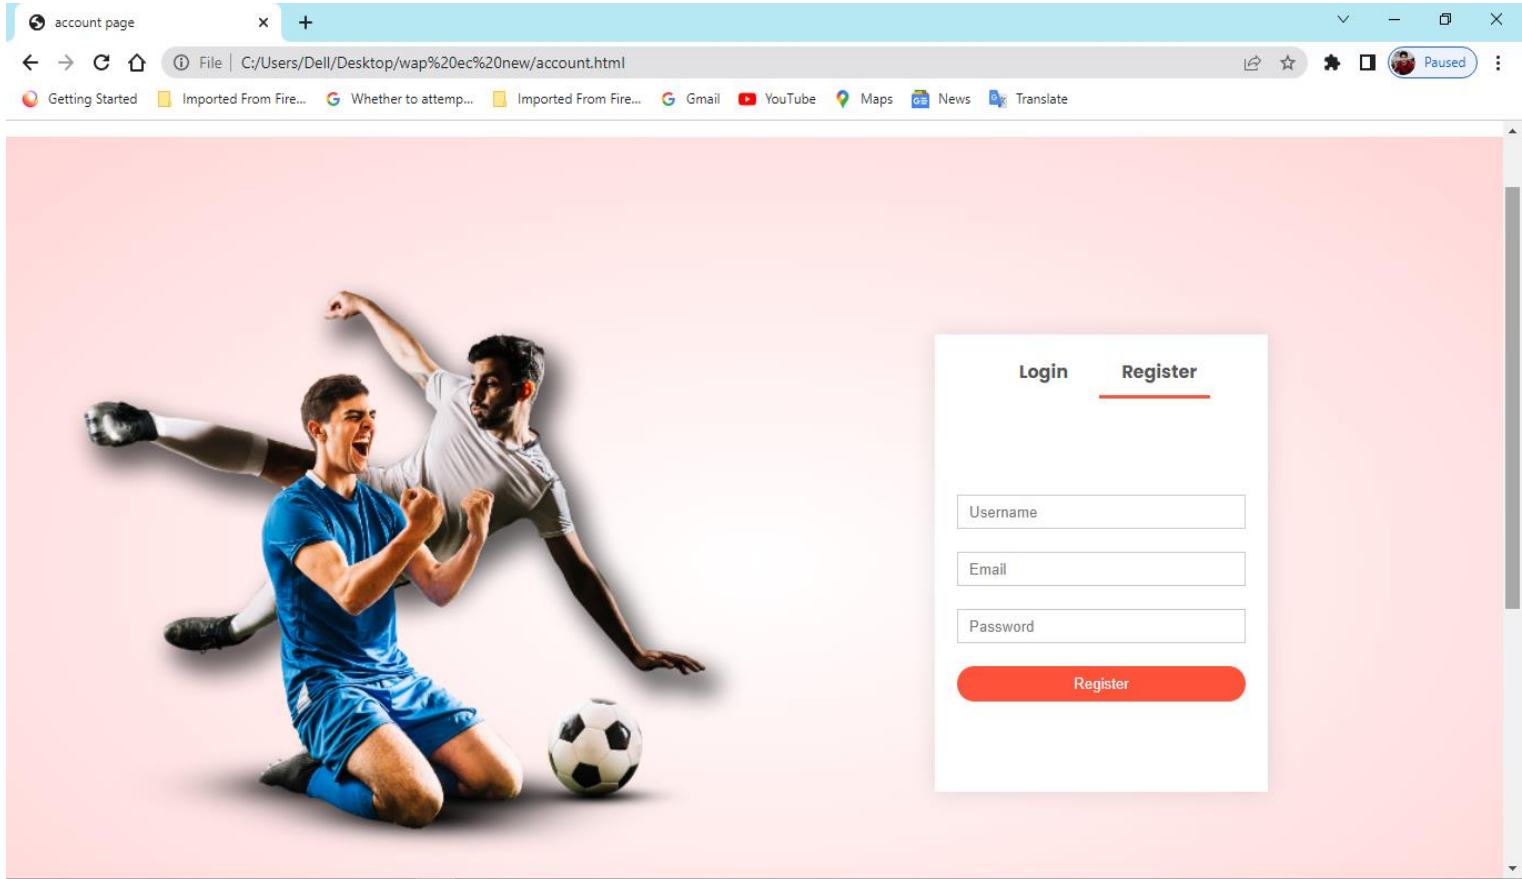 account page
File | C:/Users/Dell/Desktop/wap%20ec%20new/account.html Paused
Getting Started Imported From Fire... Whether to attemp... Imported From Fire... Gmail YouTube Maps News Translate
Login Register
Username
Email
Password
Register